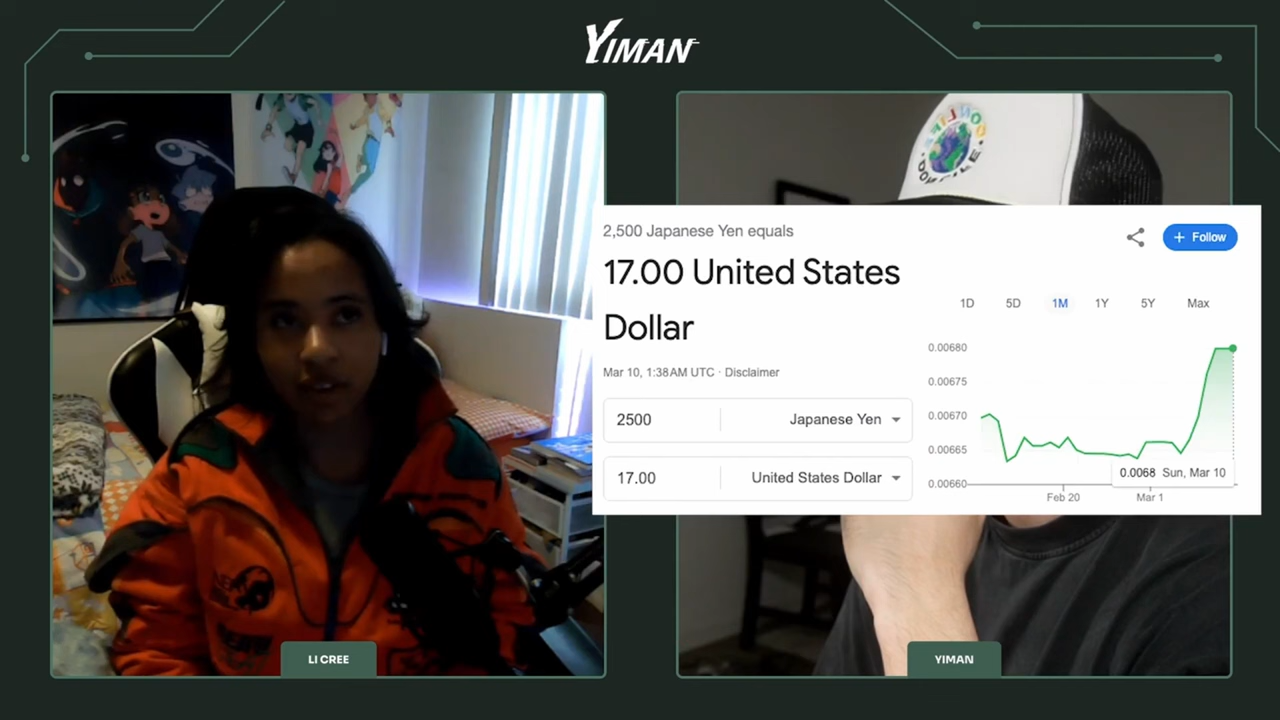 YIMAN
2,500 Japanese Yen equals
Follow
17.00 United States
Dollar
1D 5D 1M 1Y 5Y Max
Mar 10, 1:38 AM UTC · Disclaimer
2500 Japanese Yen
17.00 United States Dollar
0.00680
0.00675
0.00670
0.00665
0.00660
0.0068 Sun, Mar 10
Feb 20 Mar 1
LI CREE
YIMAN